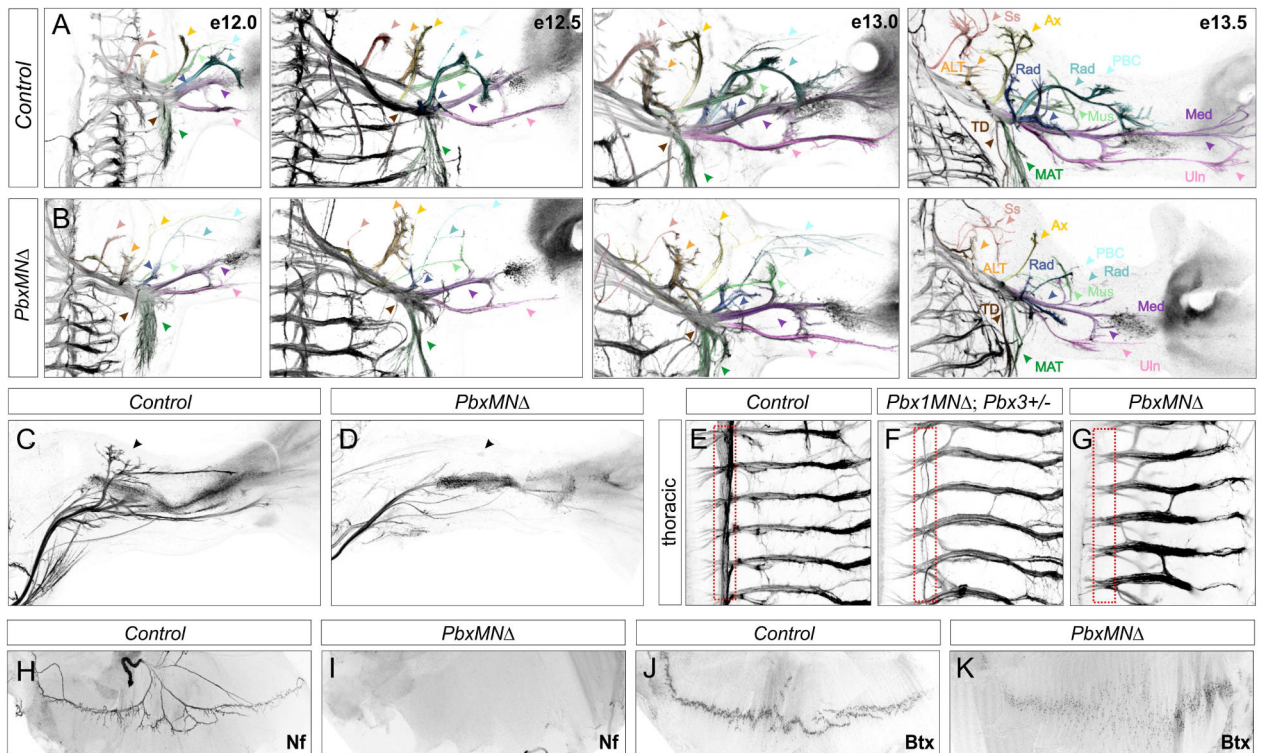 A
e12.0
e12.5
e13.0
e13.5
Control
Ss
Ax
ALT
Rad
Rad
PBC
Mus
Med
TD
MAT
Uln
B
PbxMNΔ
Ss
Ax
ALT
Rad
PBC
Rad
Mus
Med
TD
MAT
Uln
Control
PbxMNΔ
Control
Pbx1MNΔ; Pbx3+/-
PbxMNΔ
C
D
thoracic
E
F
G
Control
PbxMNΔ
Control
PbxMNΔ
H
Nf
I
Nf
J
Btx
K
Btx